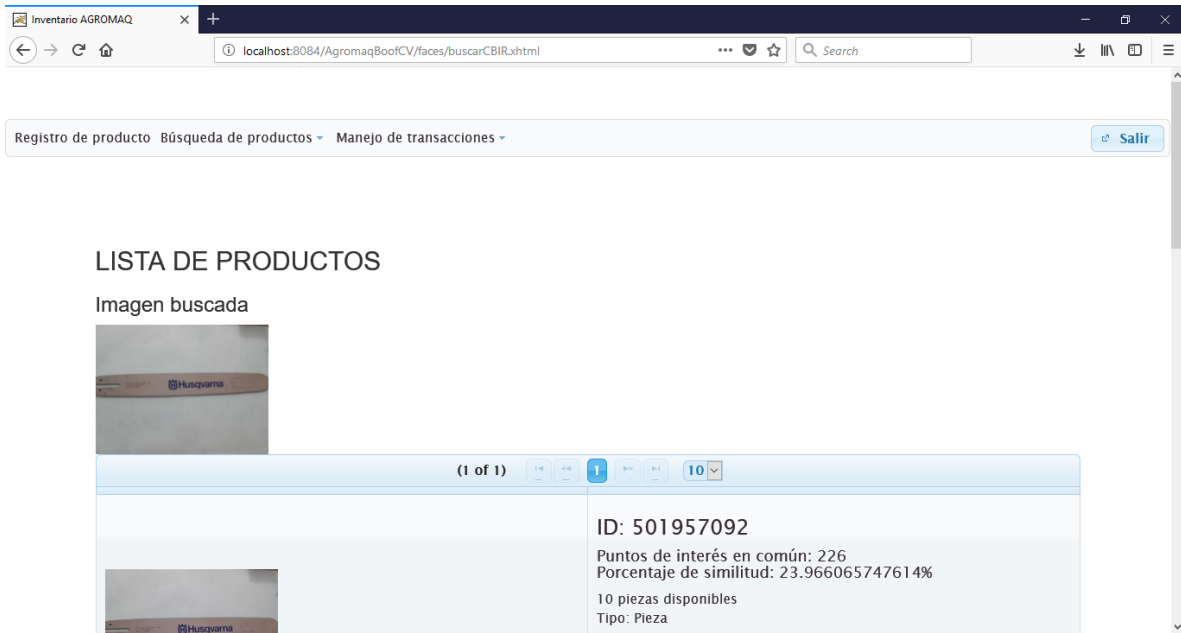 Inventario AGROMAQ
localhost:8084/AgromaqBoofCV/faces/buscarCBIR.xhtml
Search
Registro de producto Búsqueda de productos Manejo de transacciones
Salir
LISTA DE PRODUCTOS
Imagen buscada
Husqvarna
(1 of 1) 1 10
ID: 501957092
Puntos de interés en común: 226
Porcentaje de similitud: 23.966065747614%
10 piezas disponibles
Tipo: Pieza
Husqvarna